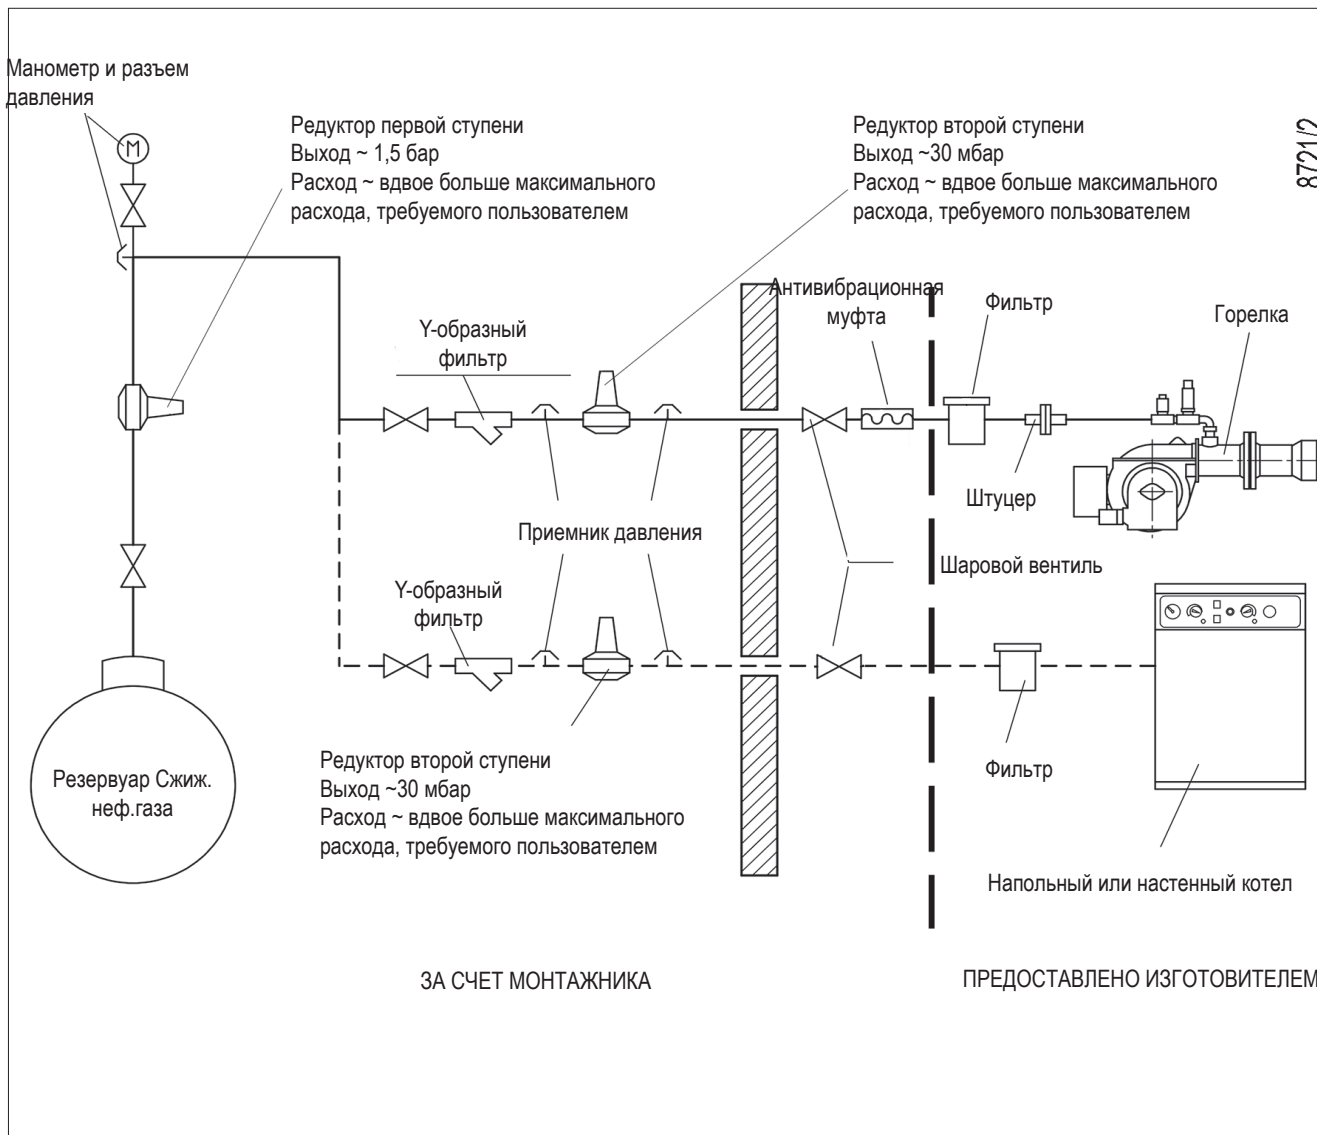 Манометр и разъем
давления
M
Редуктор первой ступени
Выход ~ 1,5 бар
Расход ~ вдвое больше максимального
расхода, требуемого пользователем
Редуктор второй ступени
Выход ~30 мбар
Расход ~ вдвое больше максимального
расхода, требуемого пользователем
8721/2
Антивибрационная
муфта
Фильтр
Горелка
Y-образный
фильтр
Штуцер
Приемник давления
Шаровой вентиль
Y-образный
фильтр
Резервуар Сжиж.
неф.газа
Редуктор второй ступени
Выход ~30 мбар
Расход ~ вдвое больше максимального
расхода, требуемого пользователем
Фильтр
Напольный или настенный котел
ЗА СЧЕТ МОНТАЖНИКА
ПРЕДОСТАВЛЕНО ИЗГОТОВИТЕЛЕМ